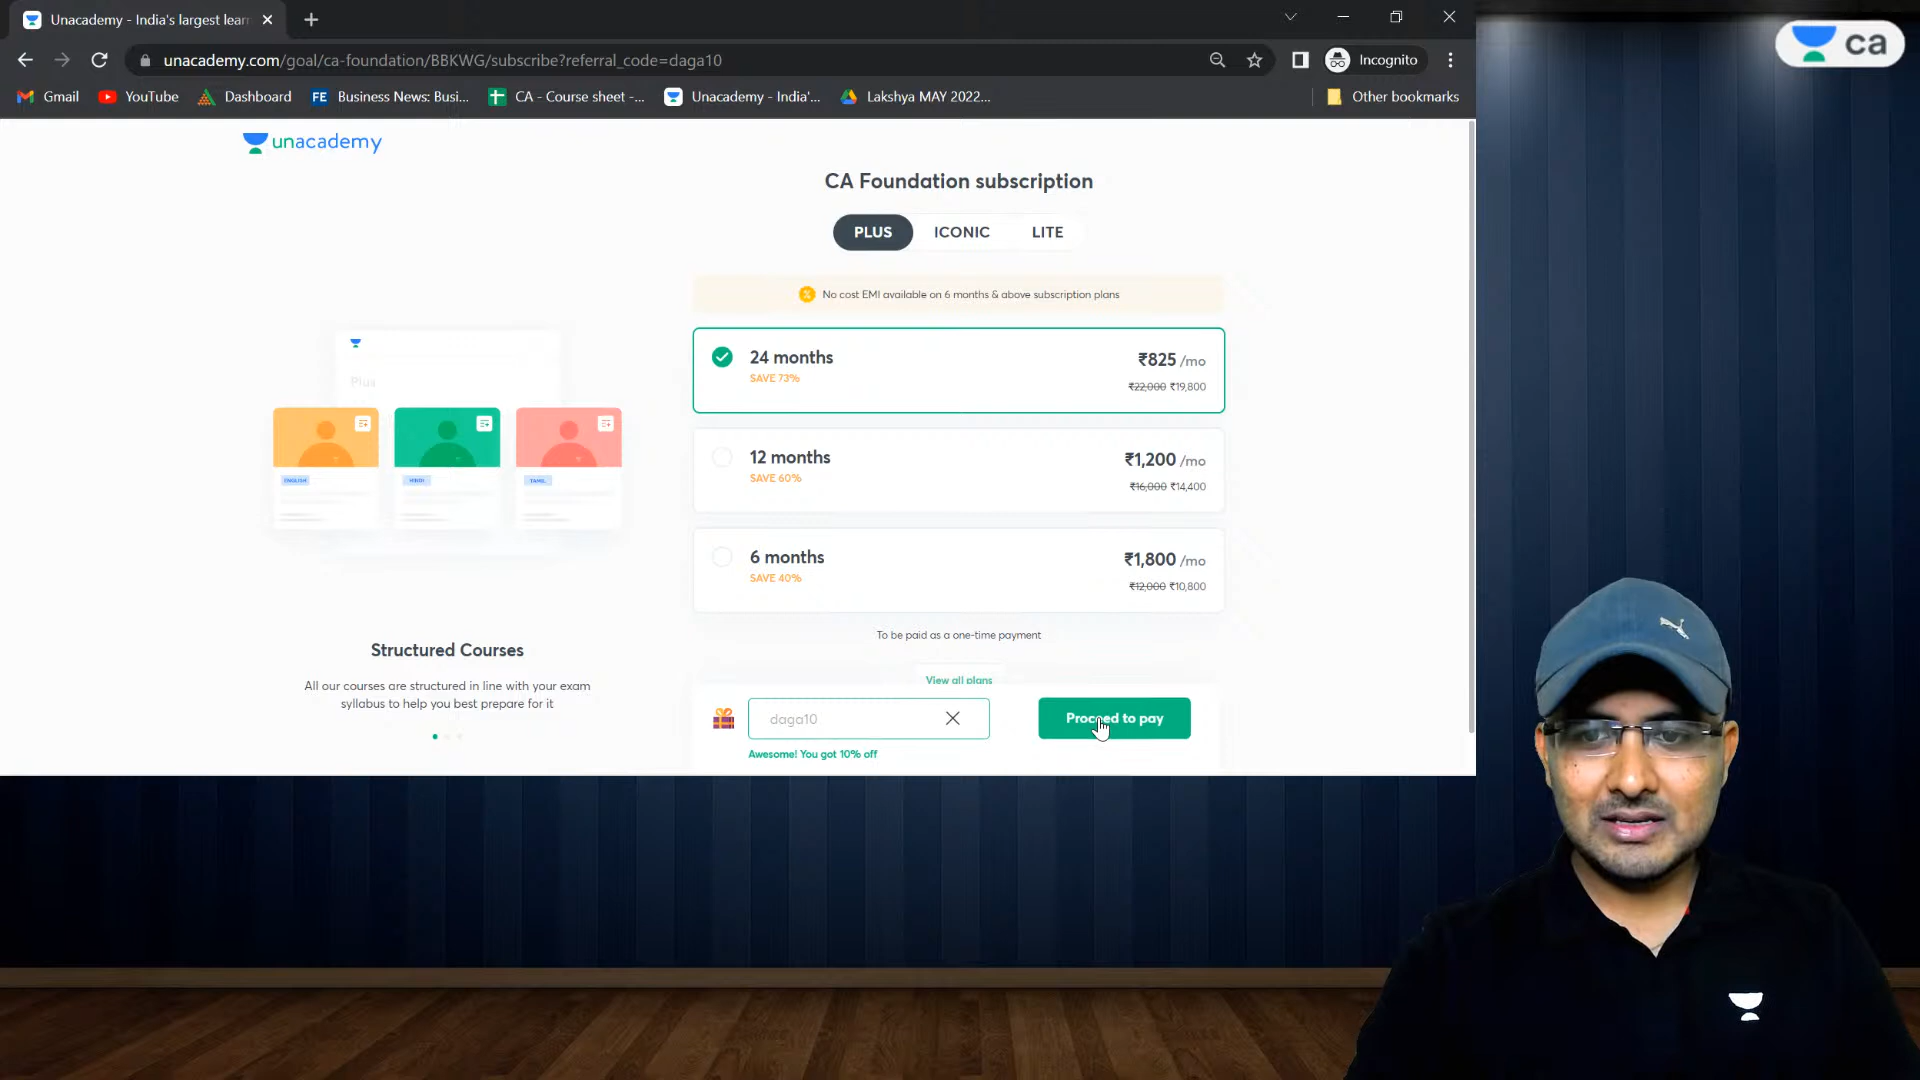 Unacademy - India's largest lear
unacademy.com/goal/ca-foundation/BBKWG/subscribe?referral_code=daga10
Incognito
Gmail
YouTube
Dashboard
FE
Business News: Busi...
CA - Course sheet -...
Unacademy - India'...
Lakshya MAY 2022...
Other bookmarks
ca
unacademy
CA Foundation subscription
PLUS
ICONIC
LITE
No cost EMI available on 6 months & above subscription plans
24 months
₹825 /mo
SAVE 73%
₹22,000 ₹19,800
12 months
₹1,200 /mo
SAVE 60%
₹16,000 ₹14,400
6 months
₹1,800 /mo
SAVE 40%
₹12,000 ₹10,800
To be paid as a one-time payment
View all plans
daga10
Proceed to pay
Awesome! You got 10% off
Plus
ENGLISH
HINDI
TAMIL
Structured Courses
All our courses are structured in line with your exam
syllabus to help you best prepare for it